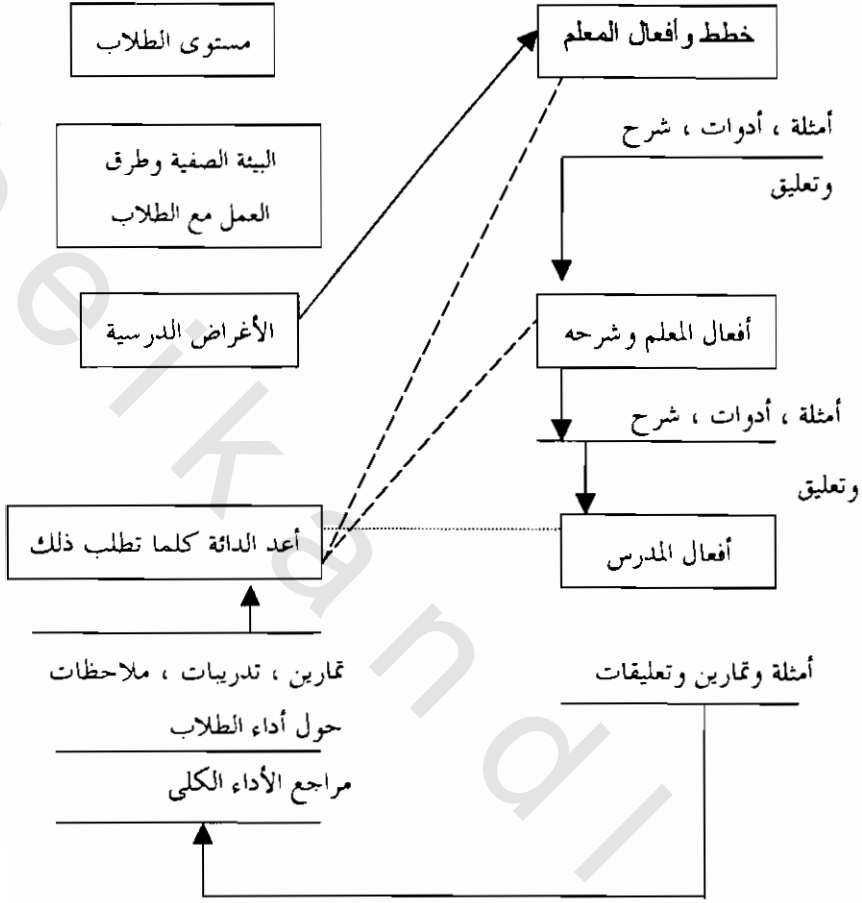 خطط وأفعال المعلم
مستوى الطلاب
أمثلة ، أدوات ، شرح
وتعليق
البيئة الصفية وطرق
العمل مع الطلاب
أفعال المعلم وشرحه
الأغراض الدرسية
أمثلة ، أدوات ، شرح
وتعليق
أفعال المدرس
أعد الدائة كلما تطلب ذلك
أمثلة وتمارين وتعليقات
تمارين ، تدريبات ، ملاحظات
حول أداء الطلاب
مراجع الأداء الكلى
eikandl